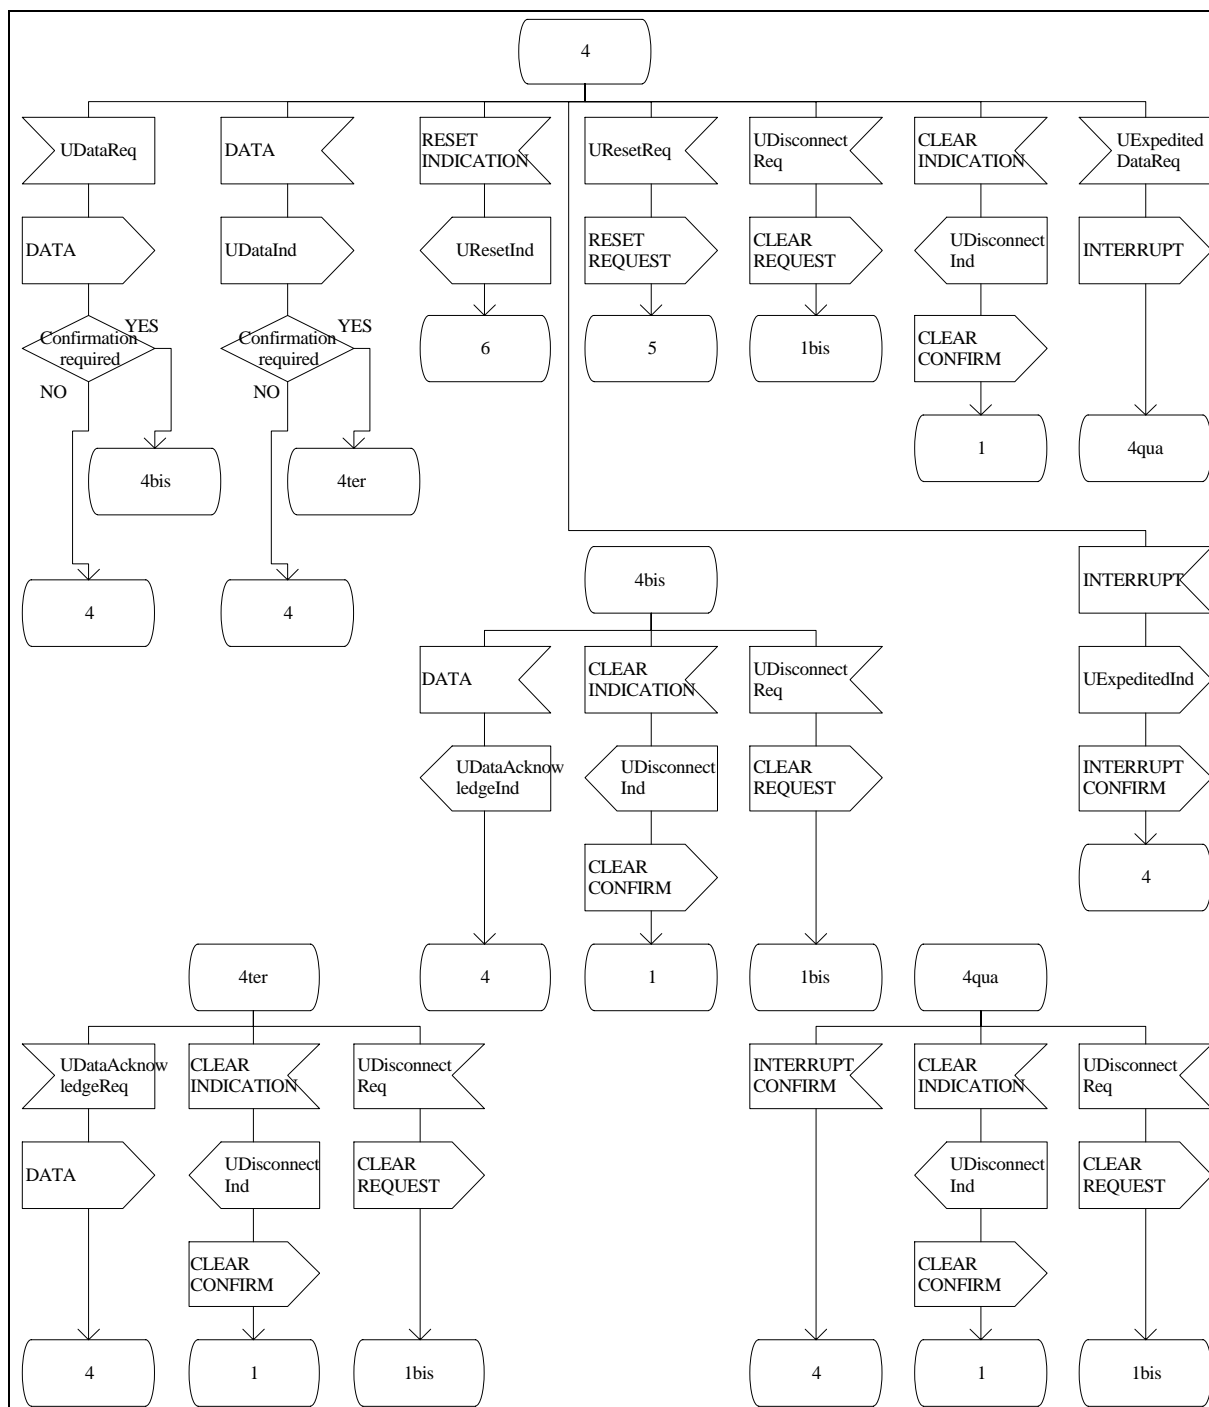 4
UDataReq
DATA
RESET
INDICATION
UResetReq
UDisconnect
Req
CLEAR
INDICATION
UExpedited
DataReq
DATA
UDataInd
UResetInd
RESET
REQUEST
CLEAR
REQUEST
UDisconnect
Ind
INTERRUPT
Confirmation
required
YES
NO
Confirmation
required
YES
NO
6
5
1bis
CLEAR
CONFIRM
4bis
4ter
1
4qua
4
4
4bis
INTERRUPT
DATA
CLEAR
INDICATION
UDisconnect
Req
UExpeditedInd
UDataAcknow
ledgeInd
UDisconnect
Ind
CLEAR
REQUEST
INTERRUPT
CONFIRM
CLEAR
CONFIRM
4
4ter
4
1
1bis
4qua
UDataAcknow
ledgeReq
CLEAR
INDICATION
UDisconnect
Req
INTERRUPT
CONFIRM
CLEAR
INDICATION
UDisconnect
Req
DATA
UDisconnect
Ind
CLEAR
REQUEST
UDisconnect
Ind
CLEAR
REQUEST
CLEAR
CONFIRM
CLEAR
CONFIRM
4
1
1bis
4
1
1bis